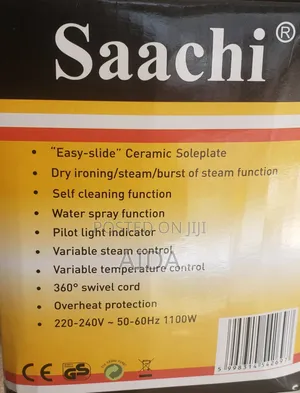 Saachi®
• "Easy-slide" Ceramic Soleplate
• Dry ironing/steam/burst of steam function
• Self cleaning function
• Water spray function
• Pilot light indicator
POSTED ON JIJI
• Variable steam control
AIDA
• Variable temperature control
• 360° swivel cord
• Overheat protection
• 220-240V ~ 50-60Hz 1100W
CE GS